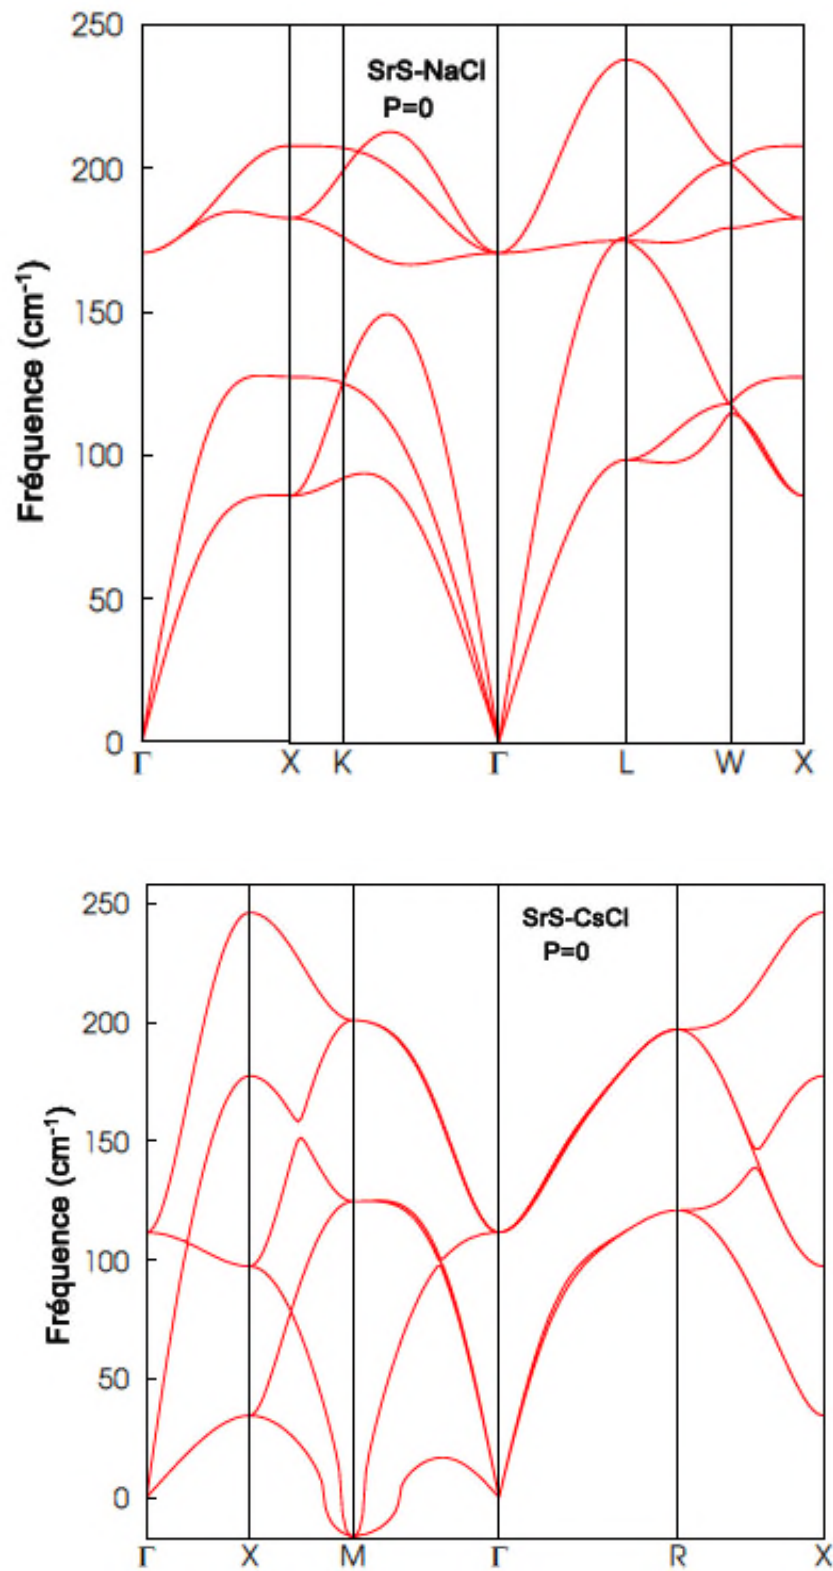 250
SrS-NaCl
P=0
200
150
100
50
0
Fréquence (cm⁻¹)
Γ X K Γ L W X
250
SrS-CsCl
P=0
200
150
100
50
0
Fréquence (cm⁻¹)
Γ X M Γ R X